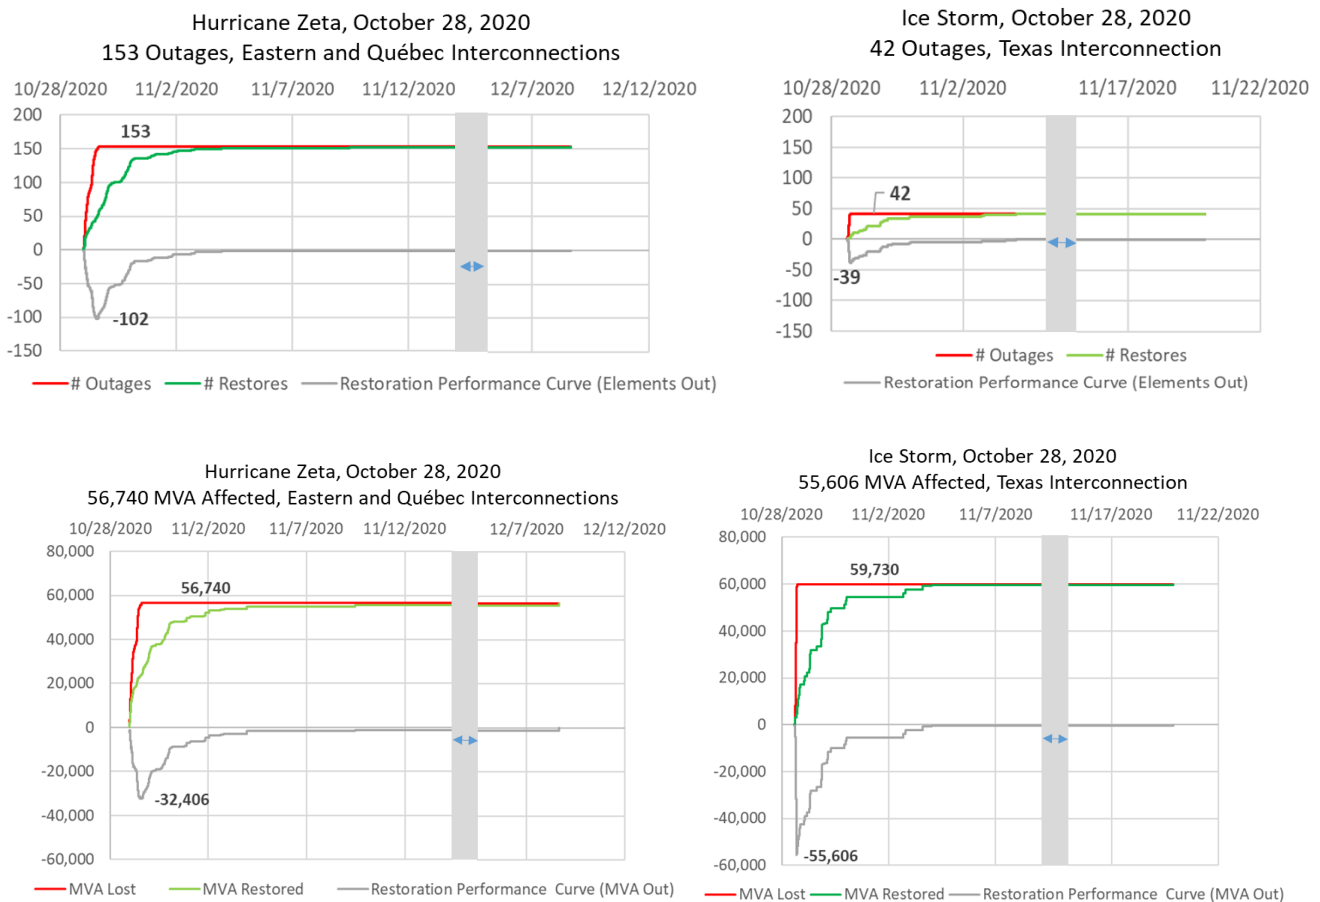 Hurricane Zeta, October 28, 2020
153 Outages, Eastern and Québec Interconnections
10/28/2020 11/2/2020 11/7/2020 11/12/2020 12/7/2020 12/12/2020
200
150
100
50
0
-50
-100
-150
153
-102
# Outages # Restores Restoration Performance Curve (Elements Out)
Ice Storm, October 28, 2020
42 Outages, Texas Interconnection
10/28/2020 11/2/2020 11/17/2020 11/22/2020
200
150
100
50
0
-50
-100
-150
42
-39
# Outages # Restores
Restoration Performance Curve (Elements Out)
Hurricane Zeta, October 28, 2020
56,740 MVA Affected, Eastern and Québec Interconnections
10/28/2020 11/2/2020 11/7/2020 11/12/2020 12/7/2020 12/12/2020
80,000
60,000
40,000
20,000
0
-20,000
-40,000
-60,000
56,740
-32,406
MVA Lost MVA Restored Restoration Performance Curve (MVA Out)
Ice Storm, October 28, 2020
55,606 MVA Affected, Texas Interconnection
10/28/2020 11/2/2020 11/7/2020 11/17/2020 11/22/2020
80,000
60,000
40,000
20,000
0
-20,000
-40,000
-60,000
59,730
-55,606
MVA Lost MVA Restored Restoration Performance Curve (MVA Out)